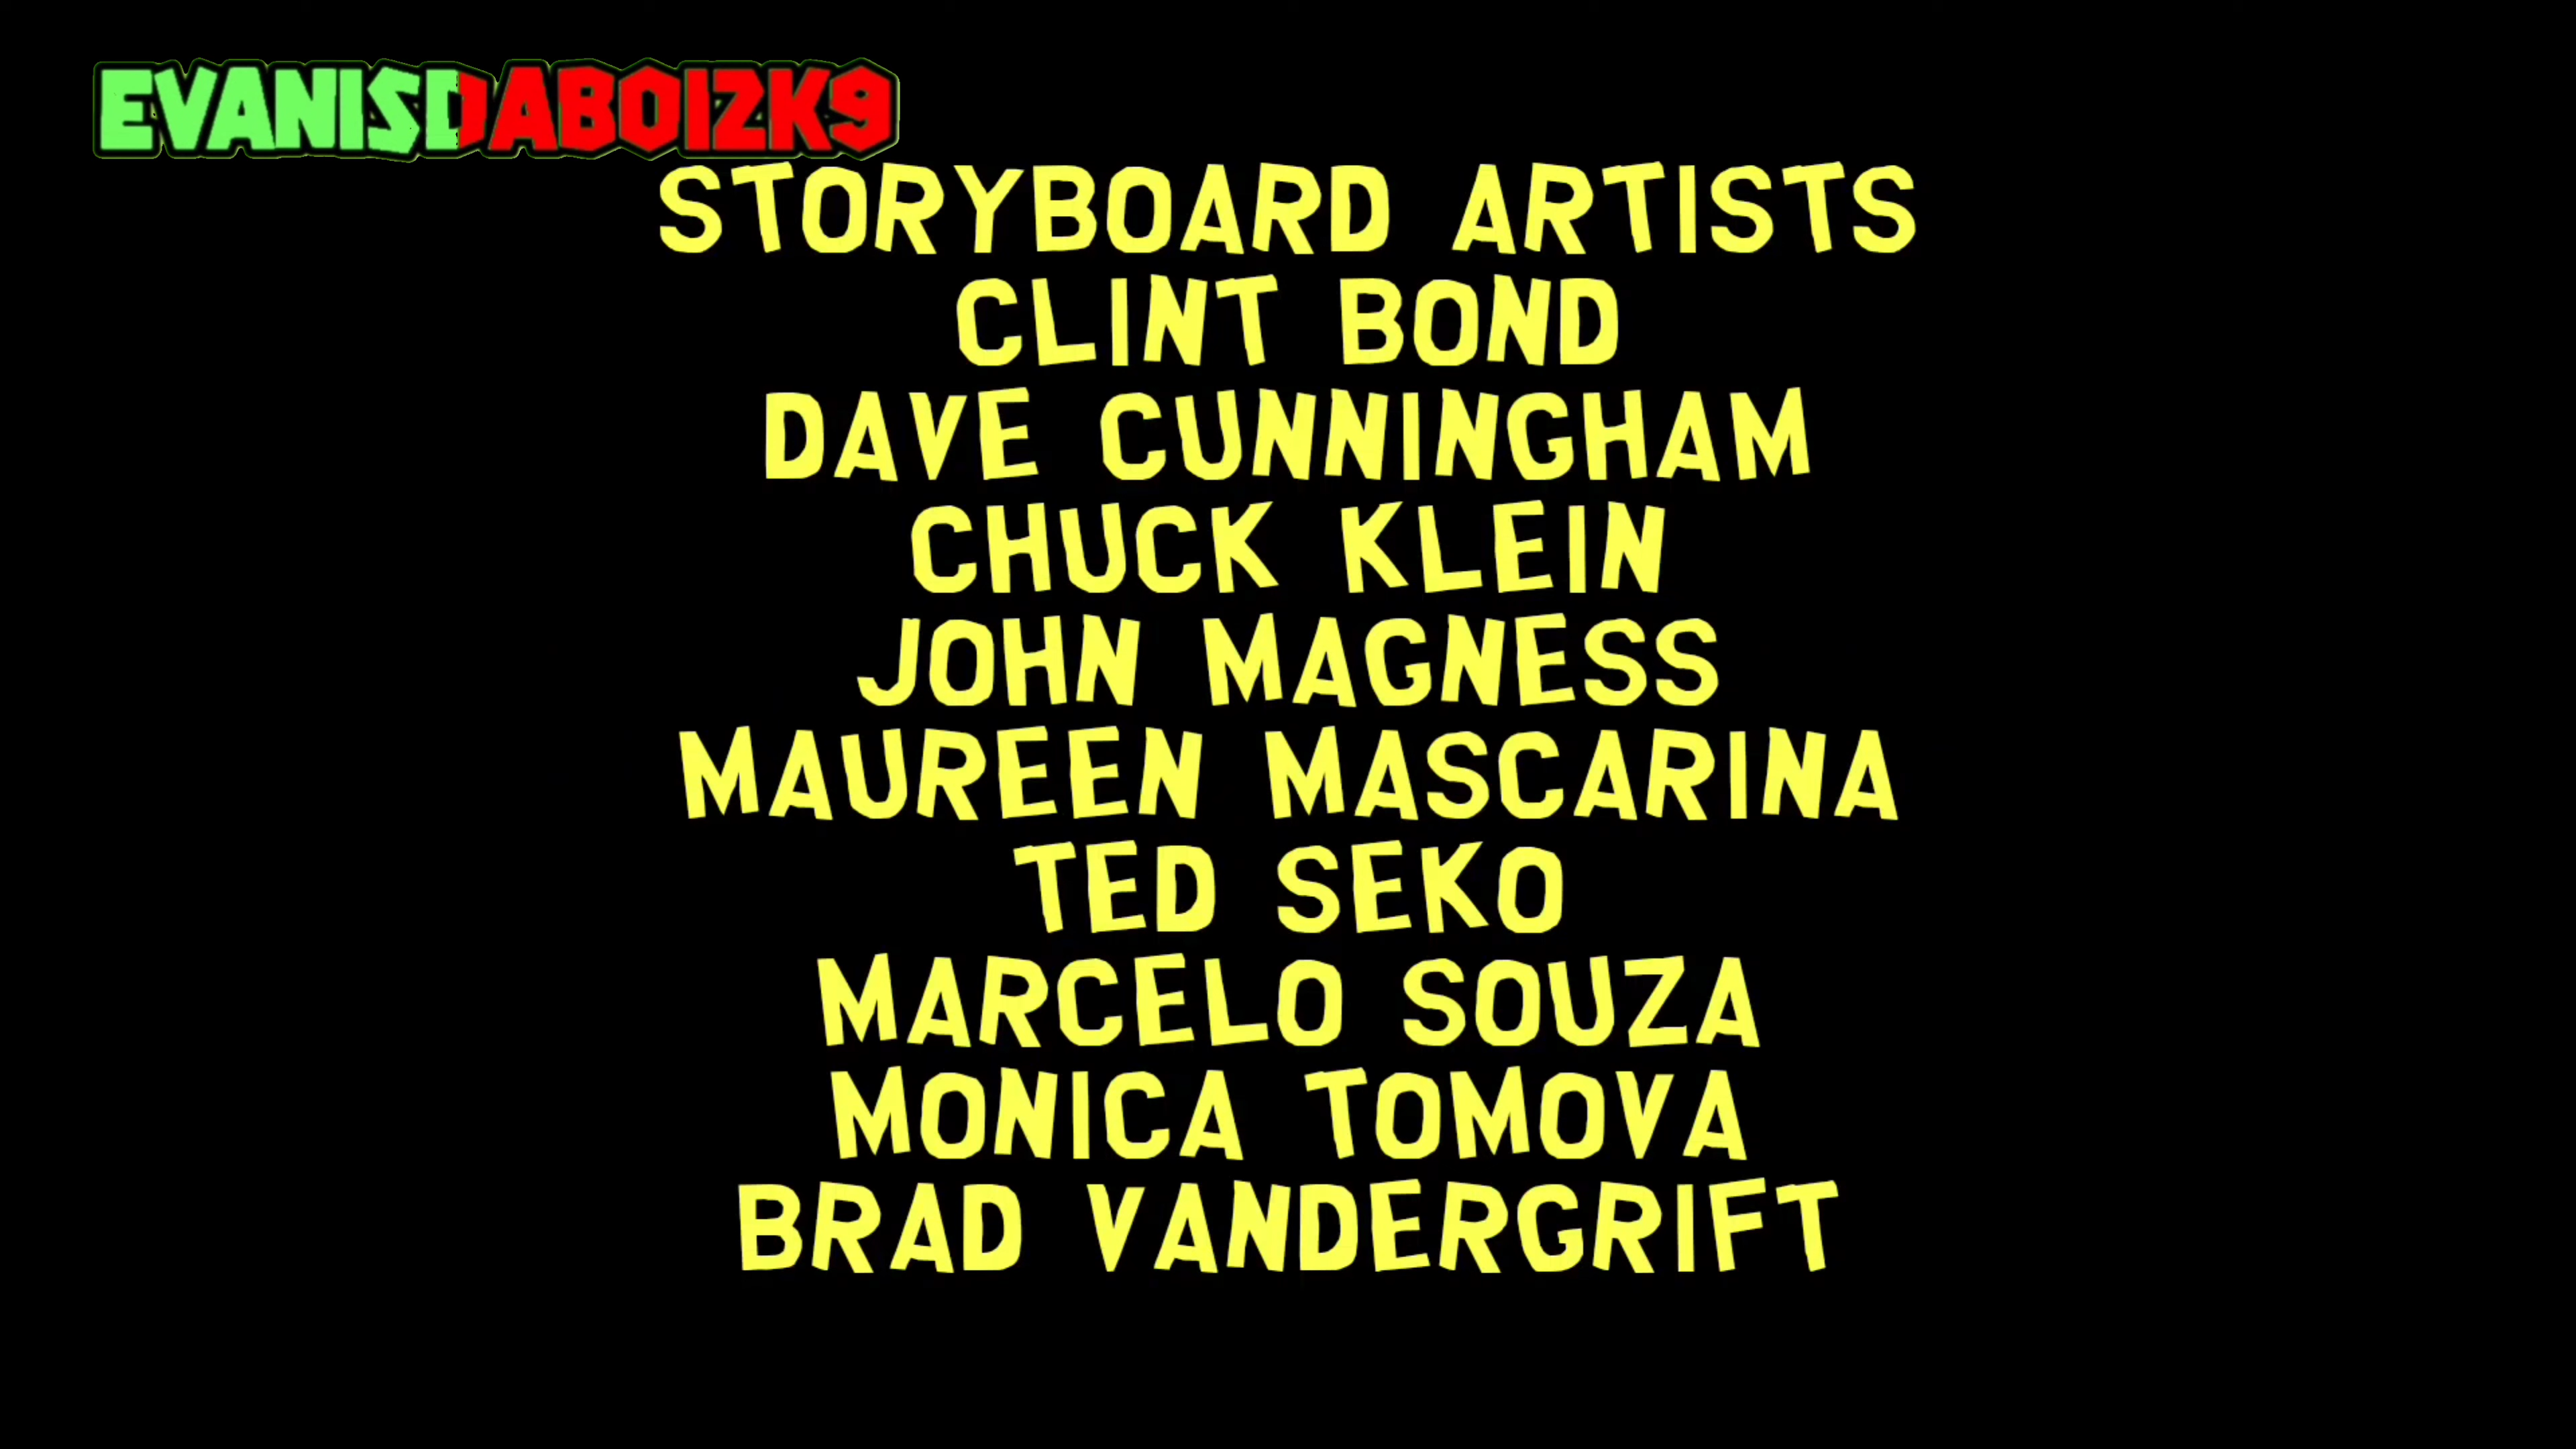 EVANISDABOIZK9
STORYBOARD ARTISTS
CLINT BOND
DAVE CUNNINGHAM
CHUCK KLEIN
JOHN MAGNESS
MAUREEN MASCARINA
TED SEKO
MARCELO SOUZA
MONICA TOMOVA
BRAD VANDERGRIFT